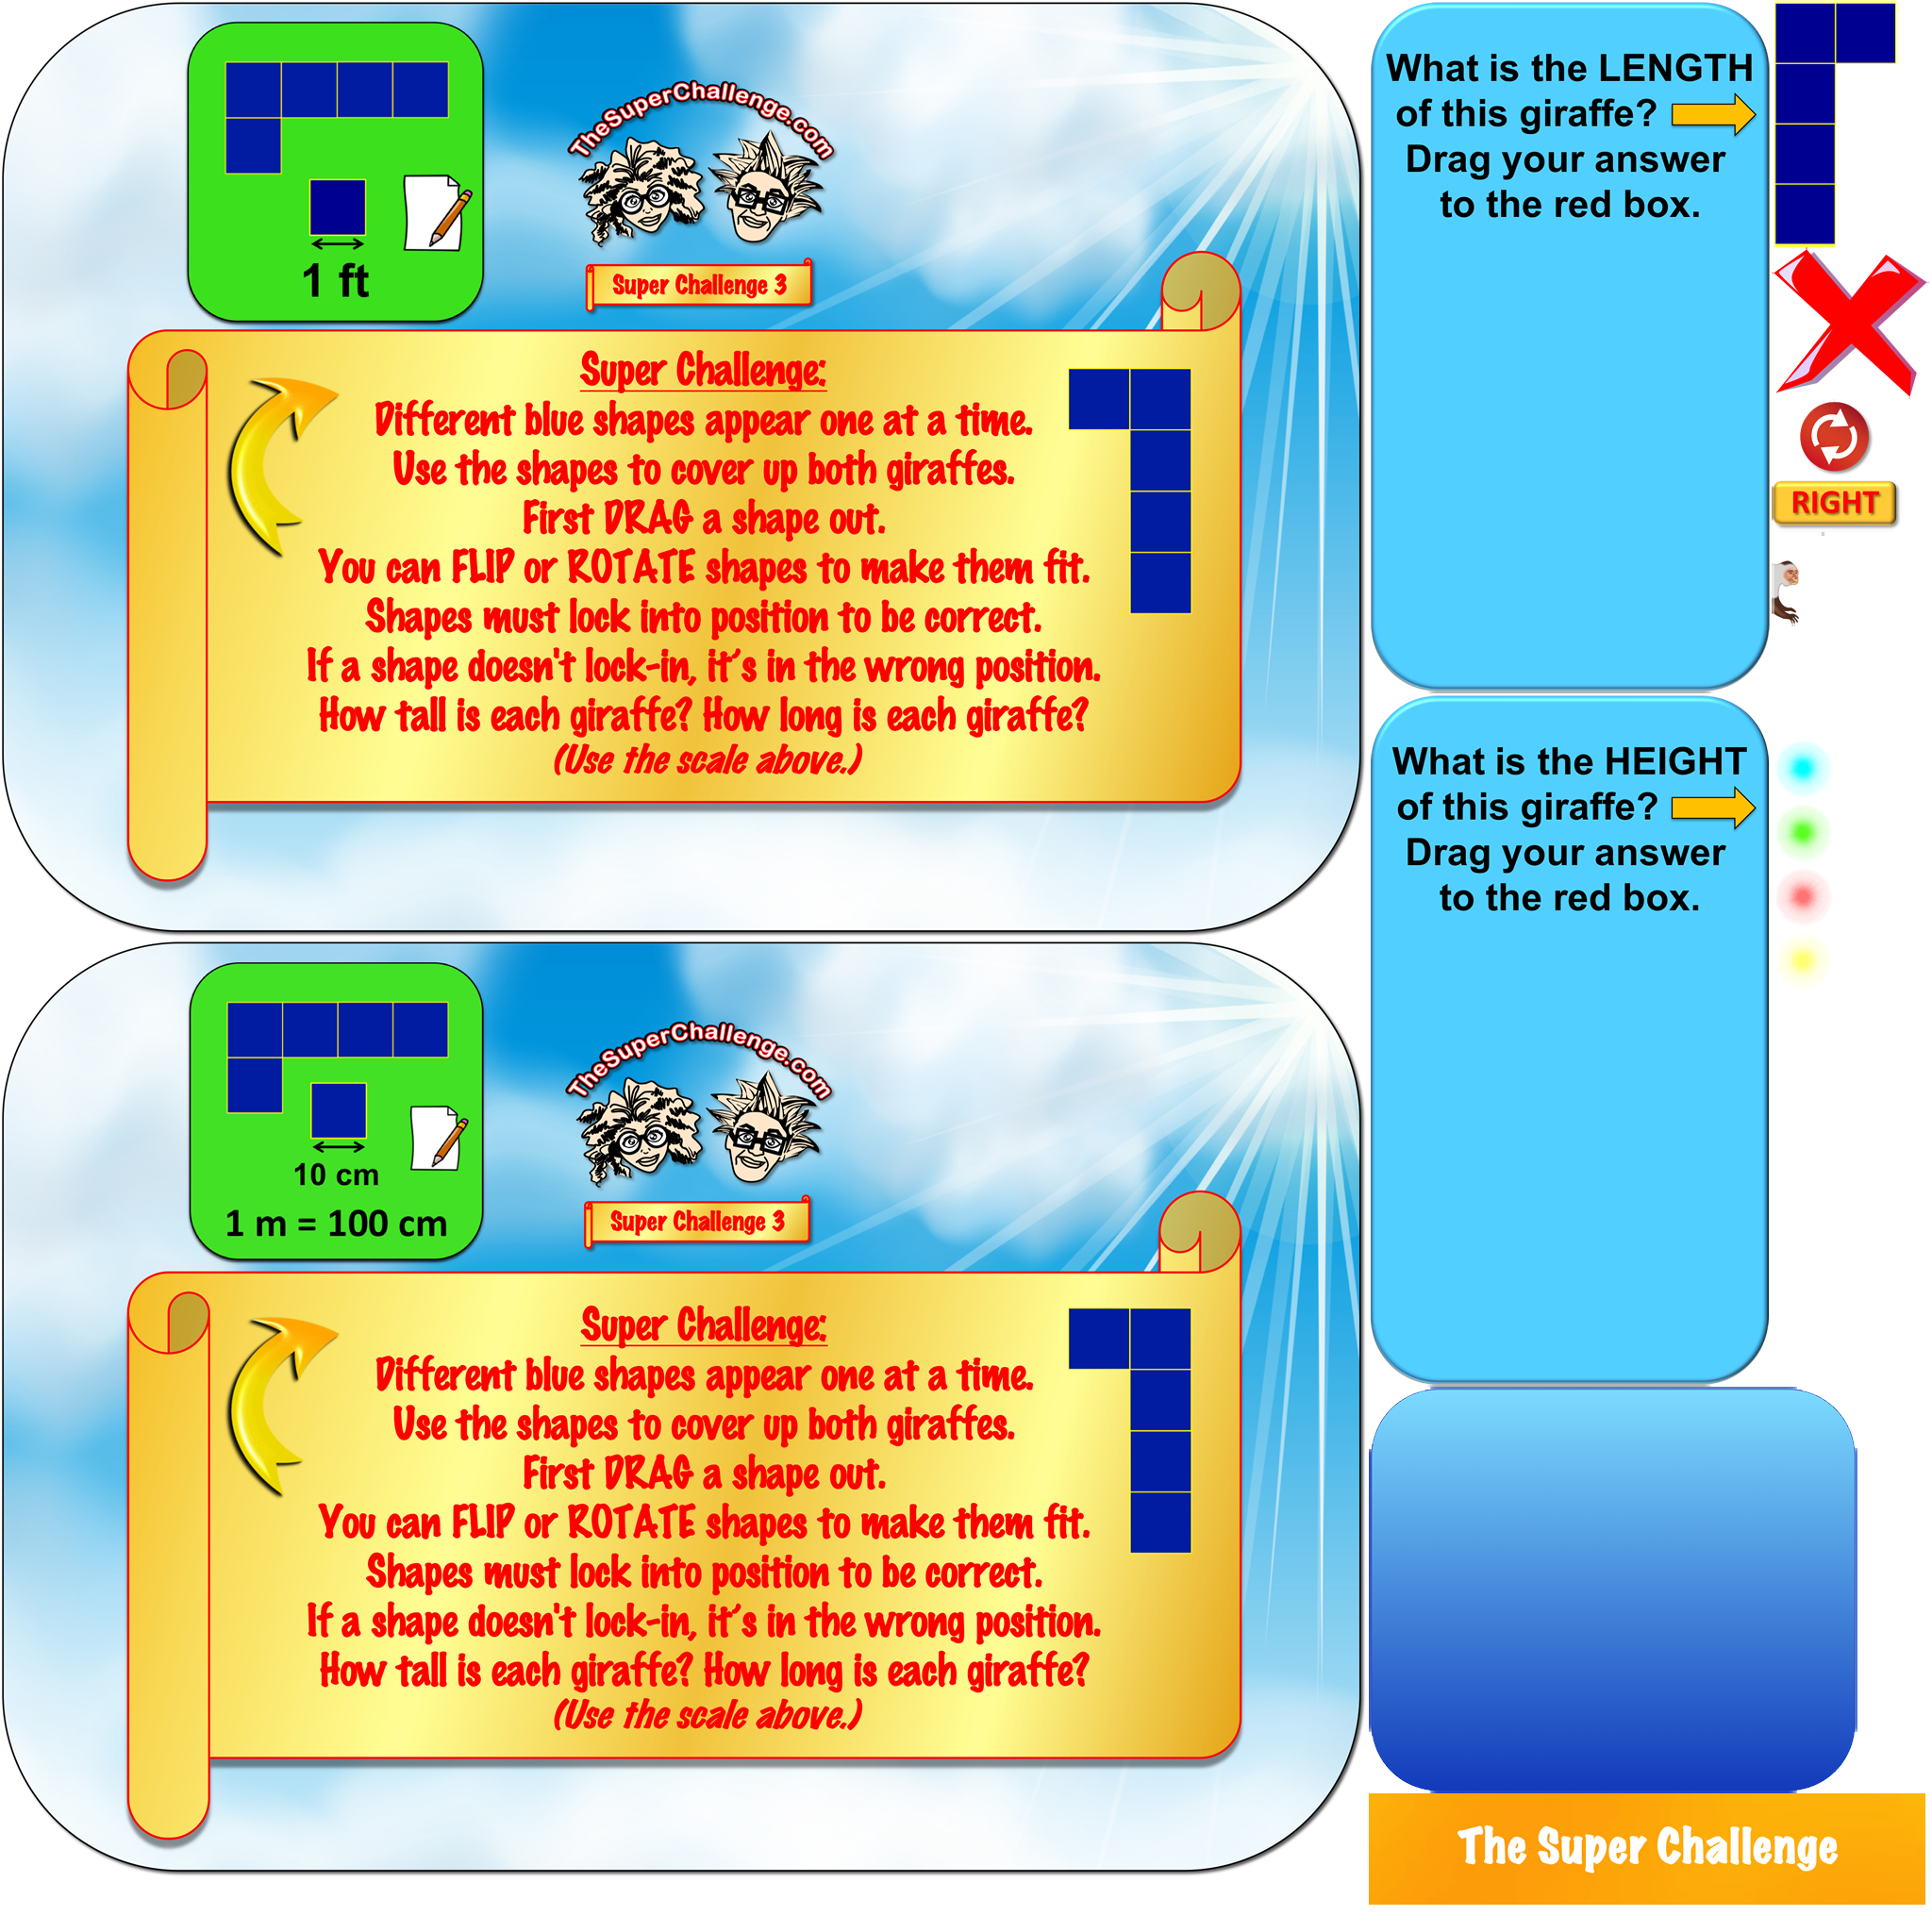 1 ft
TheSuperChallenge.com
Super Challenge 3
Super Challenge:
Different blue shapes appear one at a time.
Use the shapes to cover up both giraffes.
First DRAG a shape out.
You can FLIP or ROTATE shapes to make them fit.
Shapes must lock into position to be correct.
If a shape doesn't lock-in, it's in the wrong position.
How tall is each giraffe? How long is each giraffe?
(Use the scale above.)
What is the LENGTH
of this giraffe?
Drag your answer
to the red box.
RIGHT
What is the HEIGHT
of this giraffe?
Drag your answer
to the red box.
10 cm
1 m = 100 cm
TheSuperChallenge.com
Super Challenge 3
Super Challenge:
Different blue shapes appear one at a time.
Use the shapes to cover up both giraffes.
First DRAG a shape out.
You can FLIP or ROTATE shapes to make them fit.
Shapes must lock into position to be correct.
If a shape doesn't lock-in, it's in the wrong position.
How tall is each giraffe? How long is each giraffe?
(Use the scale above.)
The Super Challenge